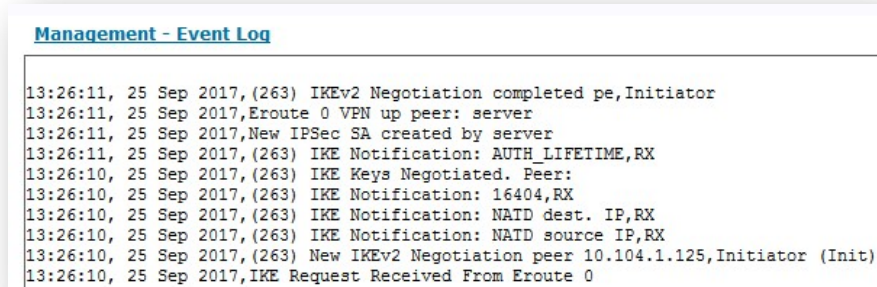 Management - Event Log
13:26:11, 25 Sep 2017,(263) IKEv2 Negotiation completed pe,Initiator
13:26:11, 25 Sep 2017,Eroute 0 VPN up peer: server
13:26:11, 25 Sep 2017,New IPSec SA created by server
13:26:11, 25 Sep 2017,(263) IKE Notification: AUTH_LIFETIME,RX
13:26:10, 25 Sep 2017,(263) IKE Keys Negotiated. Peer:
13:26:10, 25 Sep 2017,(263) IKE Notification: 16404,RX
13:26:10, 25 Sep 2017,(263) IKE Notification: NATD dest. IP,RX
13:26:10, 25 Sep 2017,(263) IKE Notification: NATD source IP,RX
13:26:10, 25 Sep 2017,(263) New IKEv2 Negotiation peer 10.104.1.125,Initiator (Init)
13:26:10, 25 Sep 2017,IKE Request Received From Eroute 0